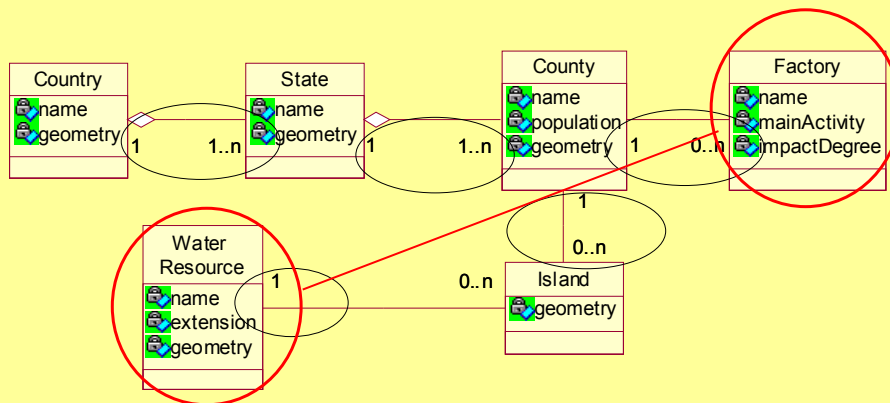 Country
name
geometry
1
1..n
State
name
geometry
1
1..n
County
name
population
geometry
1
0..n
Factory
name
mainActivity
impactDegree
1
0..n
Water
Resource
name
extension
geometry
1
0..n
Island
geometry